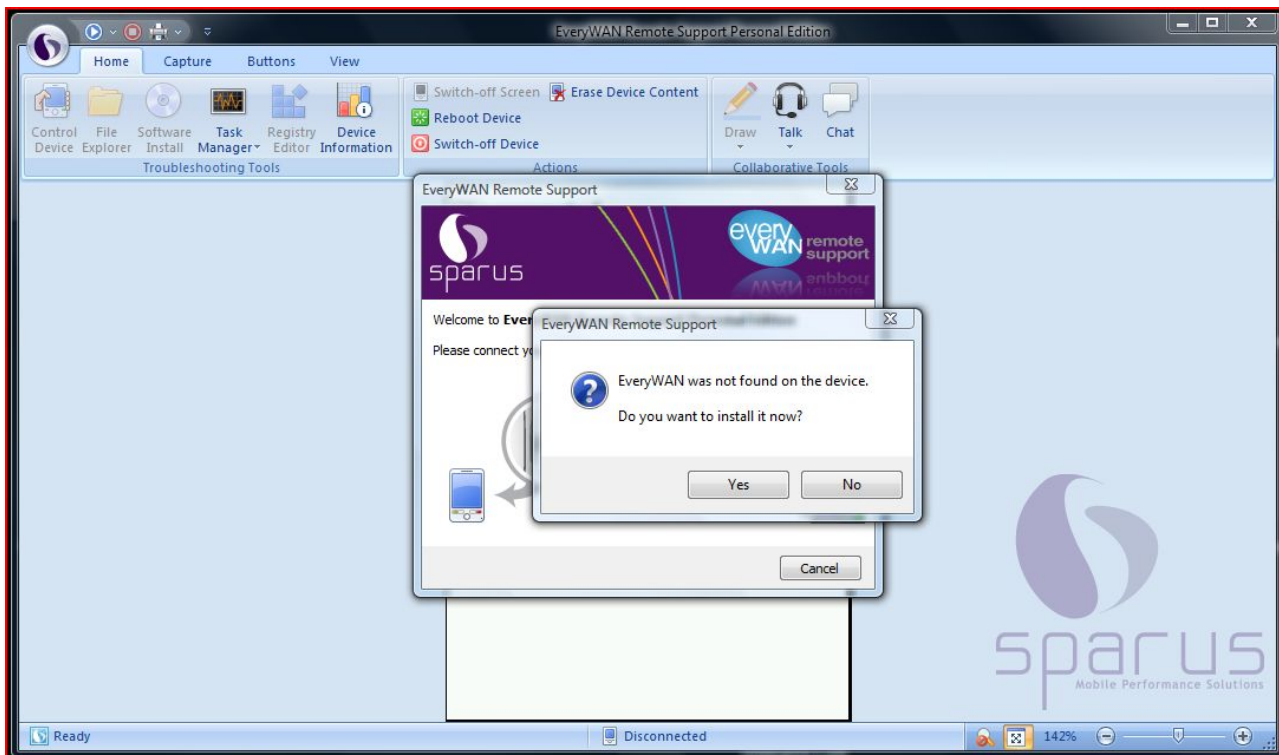 EveryWAN Remote Support Personal Edition
Home Capture Buttons View
Control Device
File Explorer
Software Install
Task Manager
Registry Editor
Device Information
Troubleshooting Tools
Switch-off Screen
Erase Device Content
Reboot Device
Switch-off Device
Actions
Draw
Talk
Chat
Collaborative Tools
EveryWAN Remote Support
sparus
every
WAN remote
support
Welcome to Ever
Please connect yo
EveryWAN Remote Support
EveryWAN was not found on the device.
Do you want to install it now?
Yes
No
Cancel
sparus
Mobile Performance Solutions
Ready
Disconnected
142%